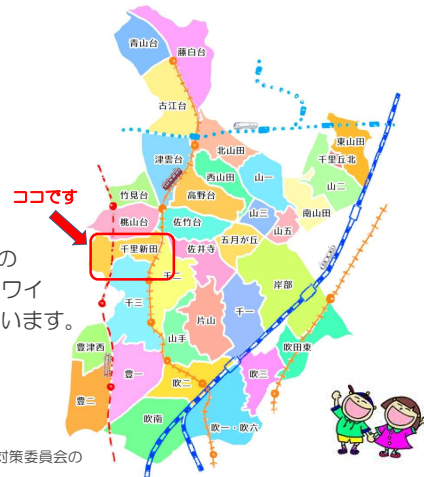 青山台
藤白台
古江台
津雲台
北山田
東山田
千里丘北
西山田
山一
山二
竹見台
高野台
ココです
桃山台
佐竹台
山三
南山田
山五
五月が丘
千里新田
佐井寺
の
ワイ
います。
千二
千三
岸部
片山
千一
山手
豊津西
吹田東
豊一
吹二
吹三
豊二
吹南
吹一・吹六
対策委員会の